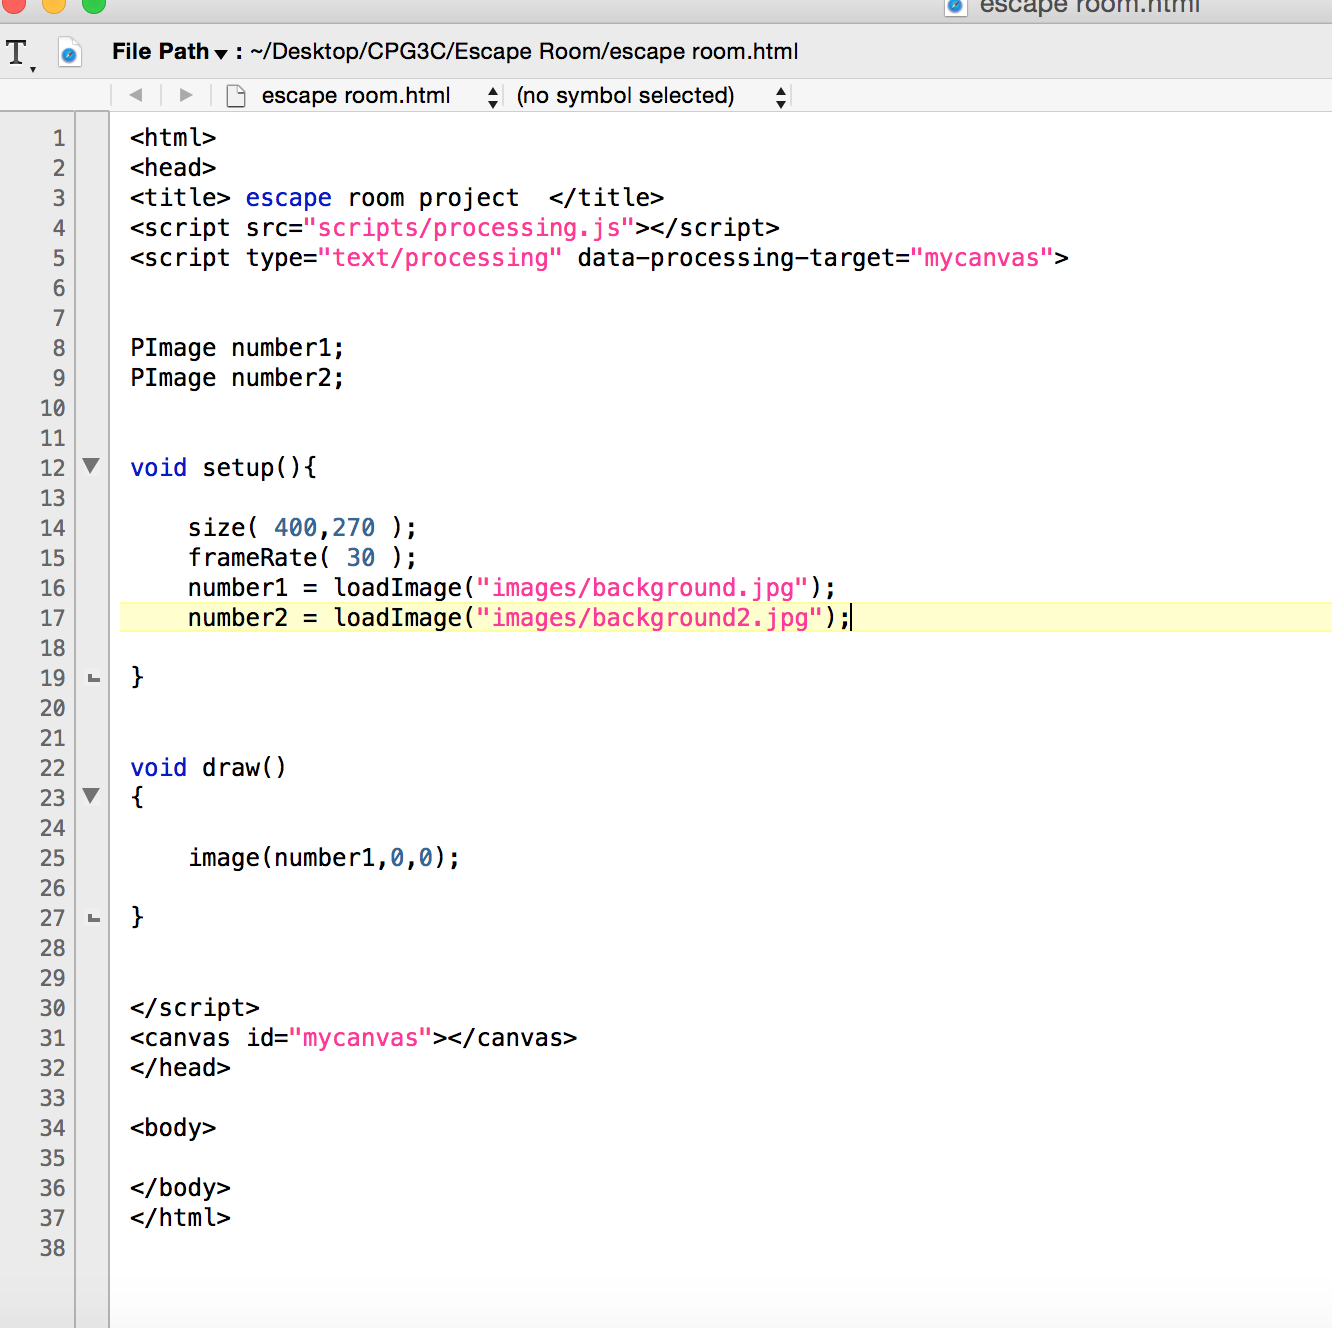 escape room.html
File Path : ~/Desktop/CPG3C/Escape Room/escape room.html
escape room.html (no symbol selected)
1 <html>
2 <head>
3 <title> escape room project  </title>
4 <script src="scripts/processing.js"></script>
5 <script type="text/processing" data-processing-target="mycanvas">
6
7
8 PImage number1;
9 PImage number2;
10
11
12 void setup(){
13
14     size( 400,270 );
15     frameRate( 30 );
16     number1 = loadImage("images/background.jpg");
17     number2 = loadImage("images/background2.jpg");
18
19 }
20
21
22 void draw()
23 {
24
25     image(number1,0,0);
26
27 }
28
29
30 </script>
31 <canvas id="mycanvas"></canvas>
32 </head>
33
34 <body>
35
36 </body>
37 </html>
38